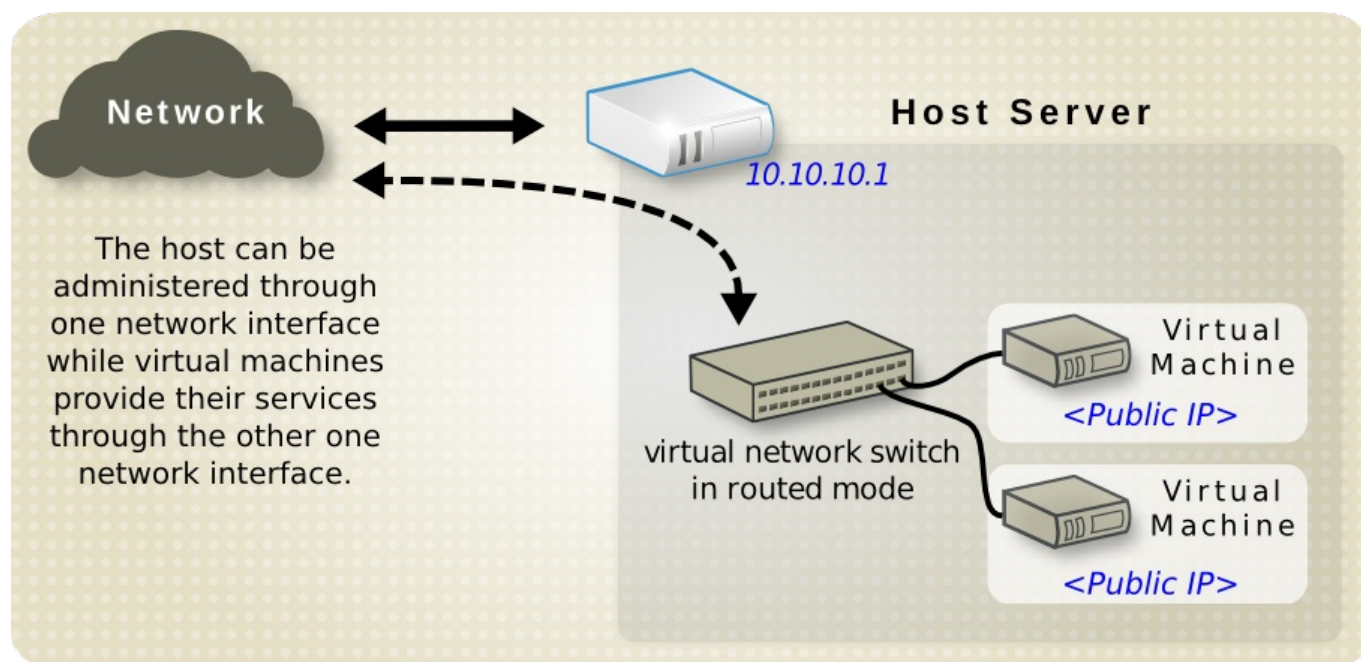 Network
Host Server
10.10.10.1
The host can be
administered through
one network interface
while virtual machines
provide their services
through the other one
network interface.
virtual network switch
in routed mode
Virtual
Machine
<Public IP>
Virtual
Machine
<Public IP>